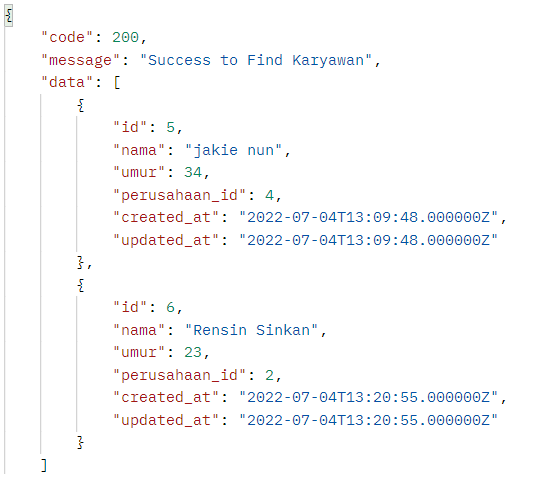 {
    "code": 200,
    "message": "Success to Find Karyawan",
    "data": [
        {
            "id": 5,
            "nama": "jakie nun",
            "umur": 34,
            "perusahaan_id": 4,
            "created_at": "2022-07-04T13:09:48.000000Z",
            "updated_at": "2022-07-04T13:09:48.000000Z"
        },
        {
            "id": 6,
            "nama": "Rensin Sinkan",
            "umur": 23,
            "perusahaan_id": 2,
            "created_at": "2022-07-04T13:20:55.000000Z",
            "updated_at": "2022-07-04T13:20:55.000000Z"
        }
    ]